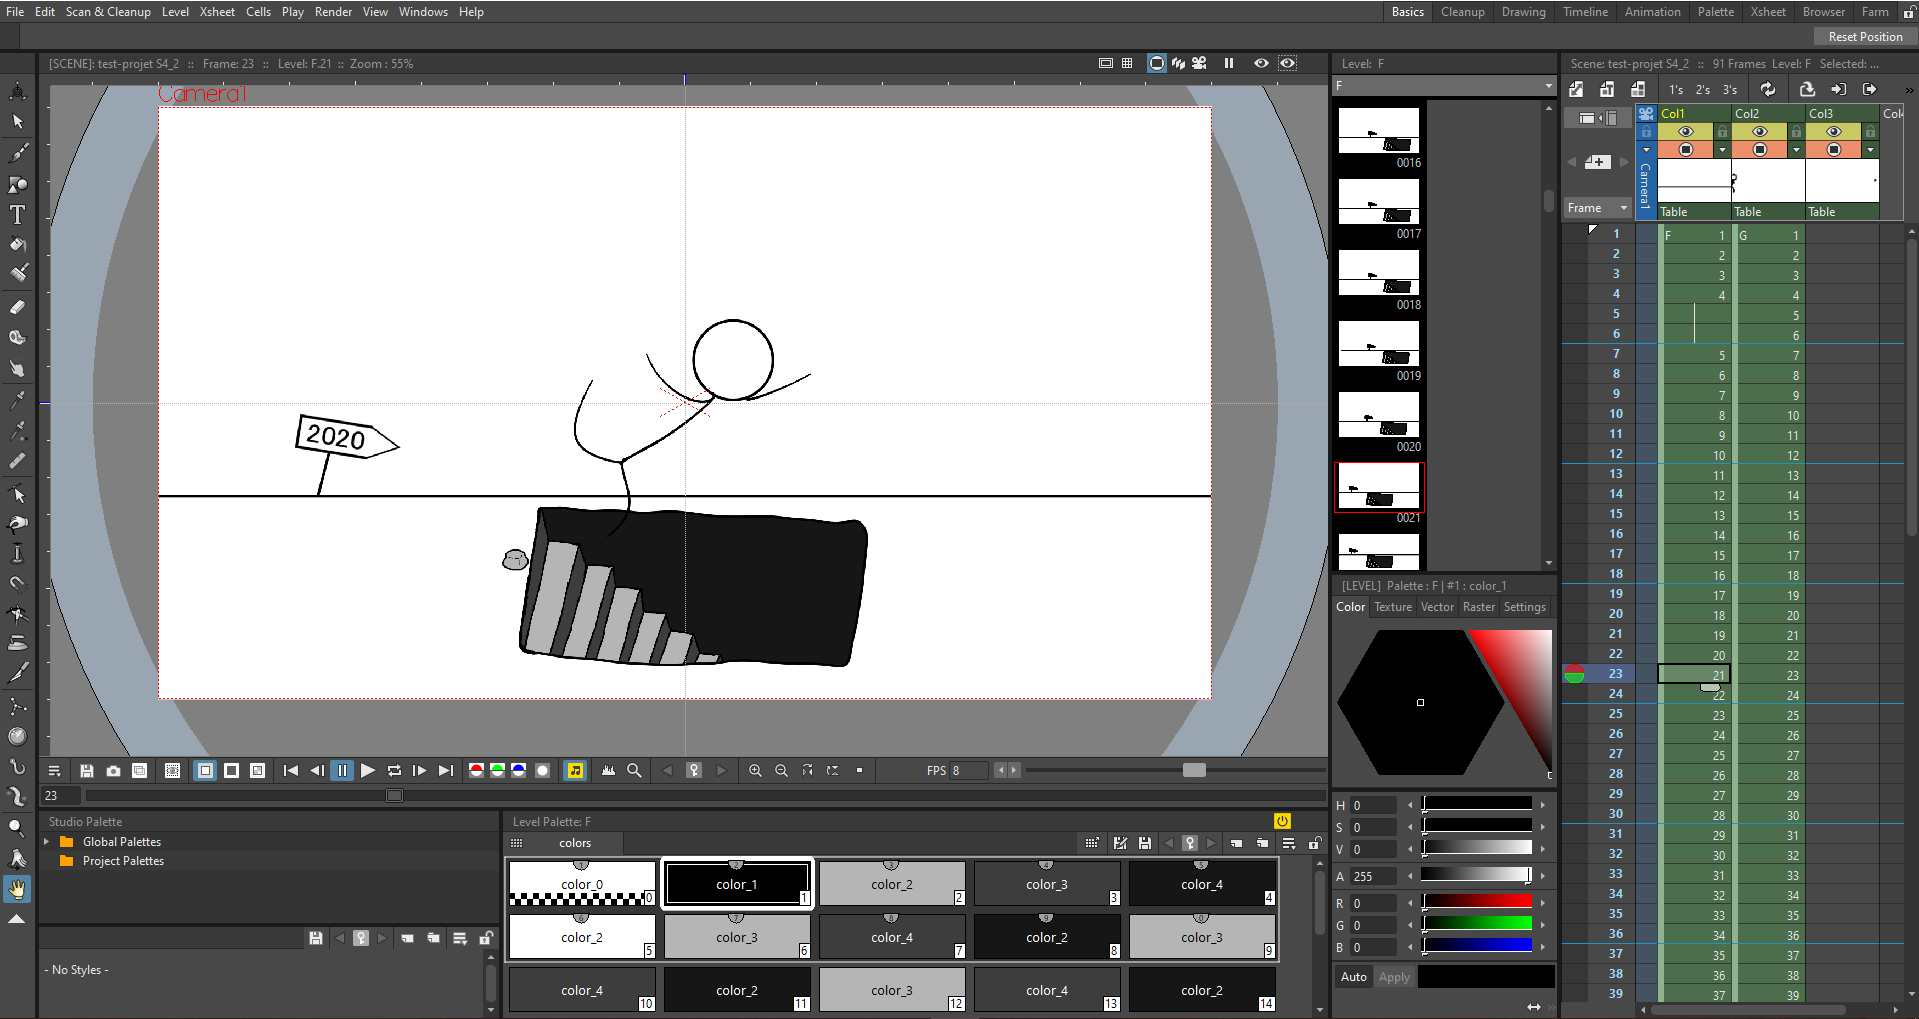 File Edit Scan & Cleanup Level Xsheet Cells Play Render View Windows Help
Basics Cleanup Drawing Timeline Animation Palette Xsheet Browser Farm
Reset Position
[SCENE]: test-projet S4_2 :: Frame: 23 :: Level: F.21 :: Zoom : 55%
Level: F
Scene: test-projet S4_2 :: 91 Frames Level: F Selected: ...
F
1's 2's 3's
»
Camera1
2020
0016
0017
0018
0019
0020
0021
Col1 Col2 Col3 Col4
Camera1
Frame
Table Table Table
1 F 1 G 1
2 2 2
3 3 3
4 4 4
5 5
6 6
7 5 7
8 6 8
9 7 9
10 8 10
11 9 11
12 10 12
13 11 13
14 12 14
15 13 15
16 14 16
17 15 17
18 16 18
19 17 19
20 18 20
21 19 21
22 20 22
23 21 23
24 22 24
25 23 25
26 24 26
27 25 27
28 26 28
29 27 29
30 28 30
31 29 31
32 30 32
33 31 33
34 32 34
35 33 35
36 34 36
37 35 37
38 36 38
39 37 39
[LEVEL] Palette : F | #1 : color_1
Color Texture Vector Raster Settings
H 0
S 0
V 0
A 255
R 0
G 0
B 0
Auto Apply
FPS 8
23
Studio Palette
Global Palettes
Project Palettes
- No Styles -
Level Palette: F
colors
1 color_0 0
2 color_1 1
3 color_2 2
4 color_3 3
5 color_4 4
6 color_2 5
7 color_3 6
8 color_4 7
9 color_2 8
0 color_3 9
color_4 10
color_2 11
color_3 12
color_4 13
color_2 14